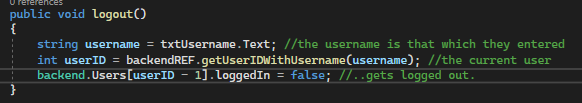 0 references
public void logout()
{
string username = txtUsername.Text; //the username is that which they entered
int userID = backendREF.getUserIDWithUsername(username); //the current user
backend.Users[userID - 1].loggedIn = false; //..gets logged out.
}